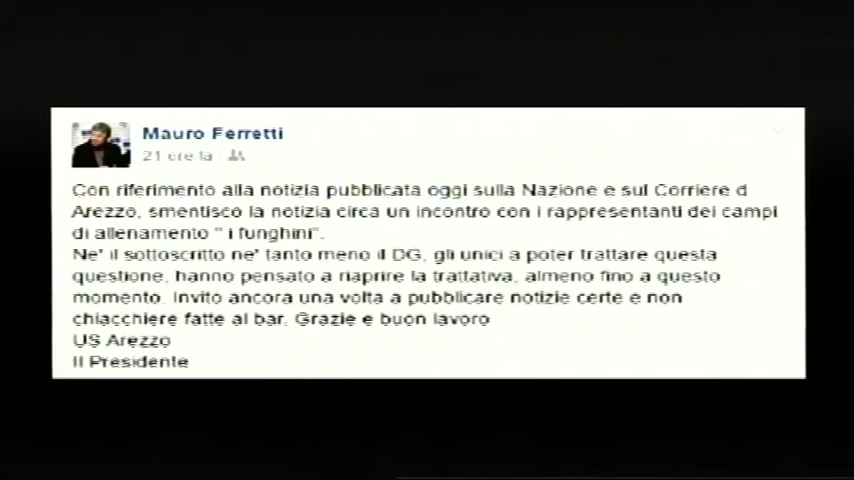 Mauro Ferretti
21 ore fa
Con riferimento alla notizia pubblicata oggi sulla Nazione e sul Corriere d
Arezzo, smentisco la notizia circa un incontro con i rappresentanti dei campi
di allenamento " i funghini".
Ne' il sottoscritto ne' tanto meno il DG, gli unici a poter trattare questa
questione, hanno pensato a riaprire la trattativa, almeno fino a questo
momento. Invito ancora una volta a pubblicare notizie certe e non
chiacchiere fatte al bar. Grazie e buon lavoro
US Arezzo
Il Presidente